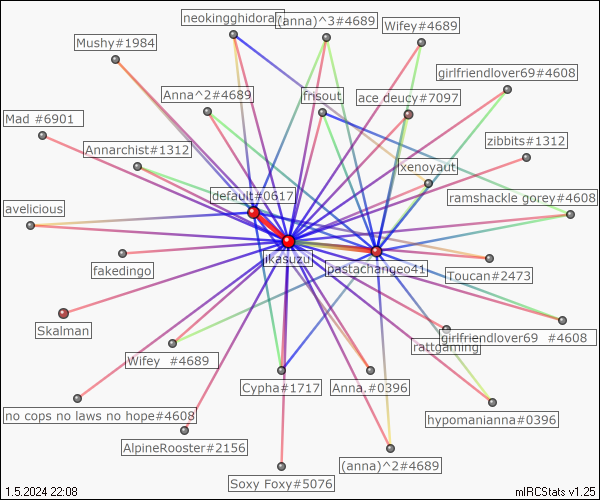 neokingghidora
(anna)^3#4689
Wifey#4689
Mushy#1984
girlfriendlover69#4608
Anna^2#4689
frisout
ace deucy#7097
Mad #6901
zibbits#1312
Annarchist#1312
xenoyaut
default#0617
ramshackle gorey#4608
avelicious
ikasuzu
pastachangeo41
fakedingo
Toucan#2473
Skalman
girlfriendlover69 #4608
rattgaming
Wifey #4689
Cypha#1717
Anna,#0396
no cops no laws no hope#4608
hypomanianna#0396
AlpineRooster#2156
(anna)^2#4689
Soxy Foxy#5076
1.5.2024 22:08
mIRCStats v1.25